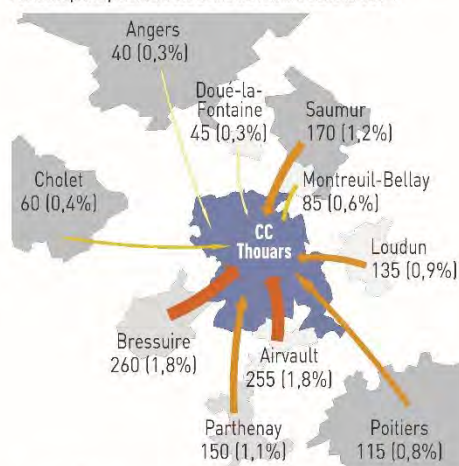 Angers
40 (0,3%)
Doué-la-
Fontaine
45 (0,3%)
Saumur
170 (1,2%)
Cholet
60 (0,4%)
Montreuil-Bellay
85 (0,6%)
CC
Thouars
Loudun
135 (0,9%)
Bressuire
260 (1,8%)
Airvault
255 (1,8%)
Parthenay
150 (1,1%)
Poitiers
115 (0,8%)